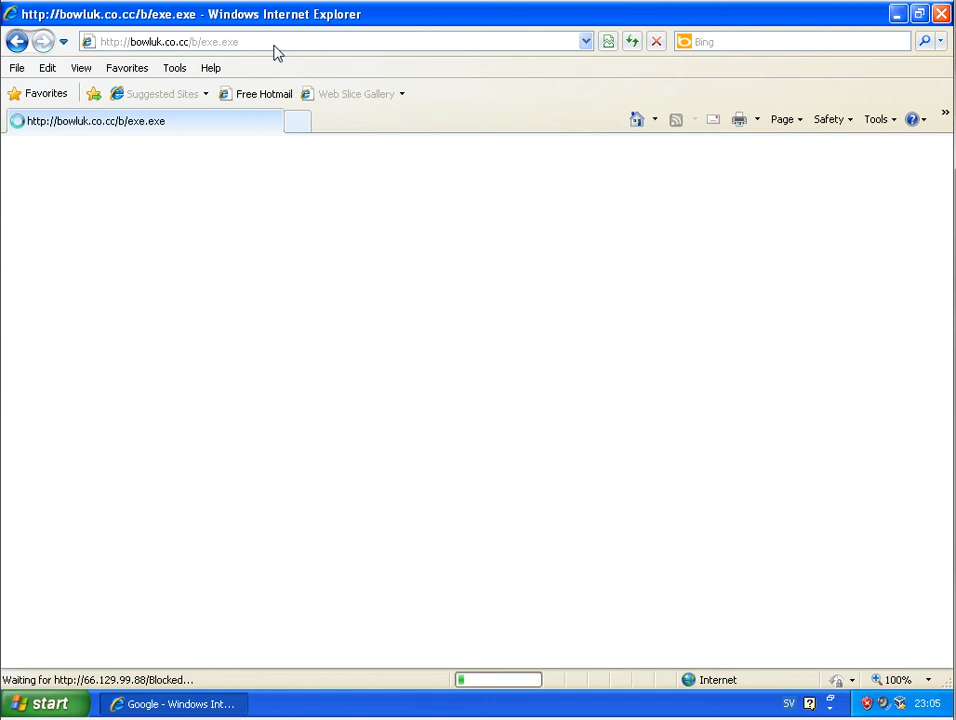 http://bowluk.co.cc/b/exe.exe - Windows Internet Explorer
http://bowluk.co.cc/b/exe.exe Bing
File Edit View Favorites Tools Help
Favorites Suggested Sites Free Hotmail Web Slice Gallery
http://bowluk.co.cc/b/exe.exe Page Safety Tools »
Waiting for http://66.129.99.88/Blocked... Internet 100%
start Google - Windows Int... SV 23:05